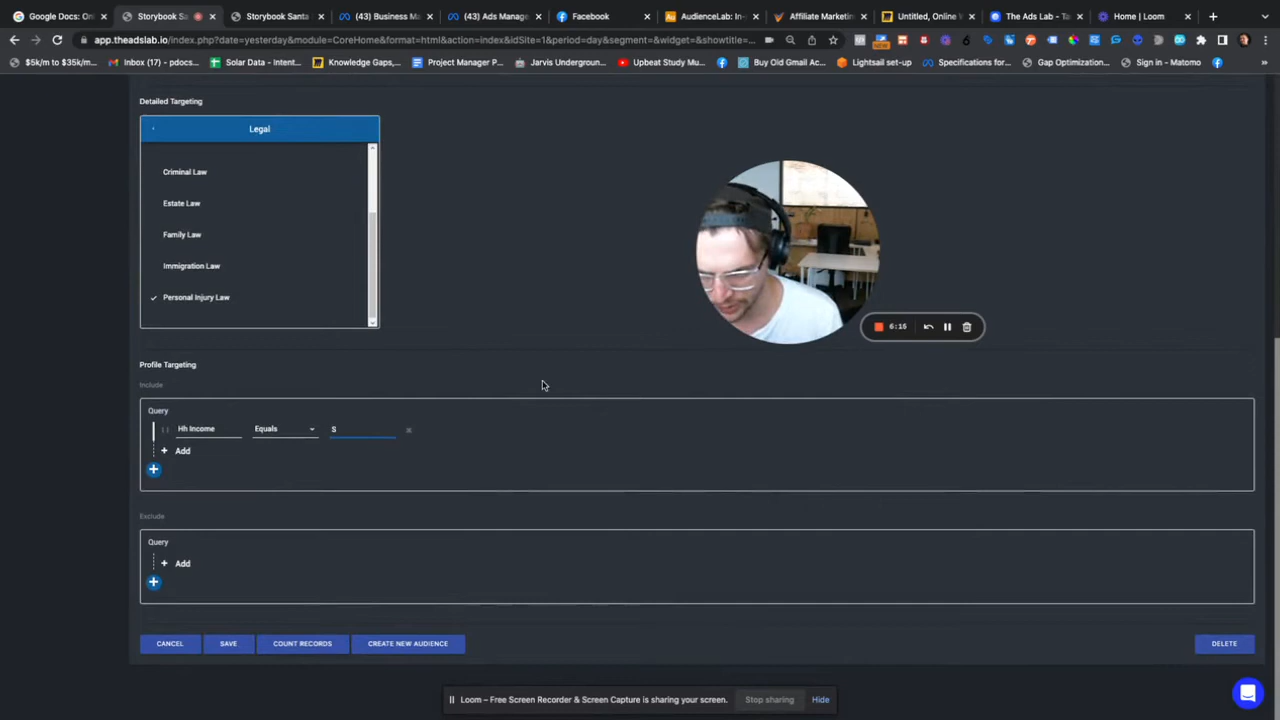 Google Docs: Onl
Storybook Sa
Storybook Santa
(43) Business Ma
(43) Ads Manage
Facebook
AudienceLab: In-
Affiliate Marketin
Untitled, Online W
The Ads Lab - Ta
Home | Loom
app.theadslab.io/index.php?date=yesterday&module=CoreHome&format=html&action=index&idSite=1&period=day&segment=&widget=&showtitle=...
NEW
$5k/m to $35k/m...
Inbox (17) - pdocs...
Solar Data - Intent...
Knowledge Gaps,...
Project Manager P...
Jarvis Underground...
Upbeat Study Mu...
Buy Old Gmail Ac...
Lightsail set-up
Specifications for...
Gap Optimization...
Sign in - Matomo
Detailed Targeting
Legal
Criminal Law
Estate Law
Family Law
Immigration Law
Personal Injury Law
6:15
Profile Targeting
Include
Query
Hh Income
Equals
S
+ Add
Exclude
Query
+ Add
CANCEL
SAVE
COUNT RECORDS
CREATE NEW AUDIENCE
DELETE
Loom – Free Screen Recorder & Screen Capture is sharing your screen.
Stop sharing
Hide